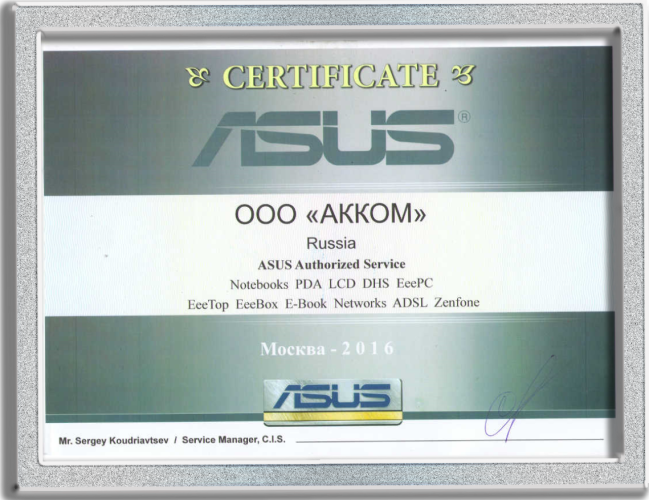 CERTIFICATE
ASUS®
ООО «АККОМ»
Russia
ASUS Authorized Service
Notebooks PDA LCD DHS EeePC
EeeTop EeeBox E-Book Networks ADSL Zenfone
Москва - 2016
ASUS
Mr. Sergey Koudriavtsev / Service Manager, C.I.S.